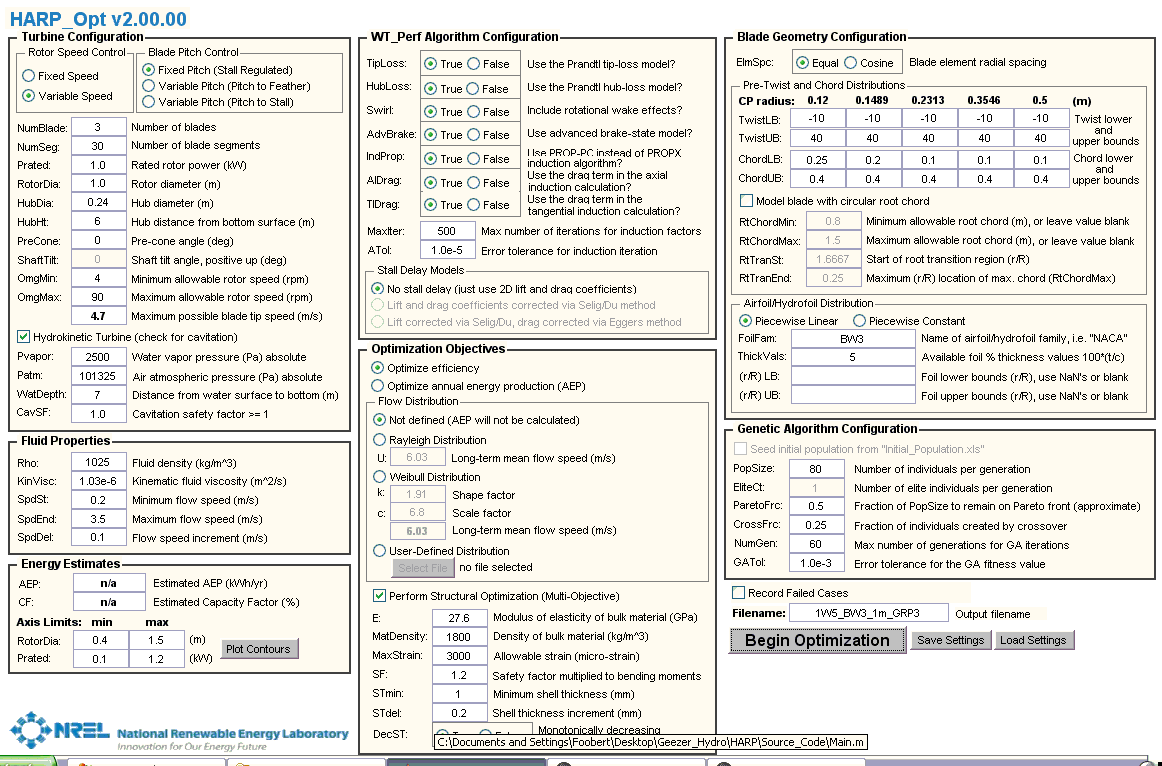 HARP_Opt v2.00.00
Turbine Configuration
Rotor Speed Control
Fixed Speed
Variable Speed
Blade Pitch Control
Fixed Pitch (Stall Regulated)
Variable Pitch (Pitch to Feather)
Variable Pitch (Pitch to Stall)
NumBlade: 3 Number of blades
NumSeg: 30 Number of blade segments
Prated: 1.0 Rated rotor power (kW)
RotorDia: 1.0 Rotor diameter (m)
HubDia: 0.24 Hub diameter (m)
HubHt: 6 Hub distance from bottom surface (m)
PreCone: 0 Pre-cone angle (deg)
ShaftTilt: 0 Shaft tilt angle, positive up (deg)
OmgMin: 4 Minimum allowable rotor speed (rpm)
OmgMax: 90 Maximum allowable rotor speed (rpm)
4.7 Maximum possible blade tip speed (m/s)
Hydrokinetic Turbine (check for cavitation)
Pvapor: 2500 Water vapor pressure (Pa) absolute
Patm: 101325 Air atmospheric pressure (Pa) absolute
WatDepth: 7 Distance from water surface to bottom (m)
CavSF: 1.0 Cavitation safety factor >= 1
Fluid Properties
Rho: 1025 Fluid density (kg/m^3)
KinVisc: 1.03e-6 Kinematic fluid viscosity (m^2/s)
SpdSt: 0.2 Minimum flow speed (m/s)
SpdEnd: 3.5 Maximum flow speed (m/s)
SpdDel: 0.1 Flow speed increment (m/s)
Energy Estimates
AEP: n/a Estimated AEP (kWh/yr)
CF: n/a Estimated Capacity Factor (%)
Axis Limits: min max
RotorDia: 0.4 1.5 (m)
Prated: 0.1 1.2 (kW)
Plot Contours
NREL National Renewable Energy Laboratory
Innovation for Our Energy Future
WT_Perf Algorithm Configuration
TipLoss: True False Use the Prandtl tip-loss model?
HubLoss: True False Use the Prandtl hub-loss model?
Swirl: True False Include rotational wake effects?
AdvBrake: True False Use advanced brake-state model?
IndProp: True False Use PROP-PC instead of PROPX
induction algorithm?
AIDrag: True False Use the drag term in the axial
induction calculation?
TIDrag: True False Use the drag term in the
tangential induction calculation?
MaxIter: 500 Max number of iterations for induction factors
ATol: 1.0e-5 Error tolerance for induction iteration
Stall Delay Models
No stall delay (just use 2D lift and drag coefficients)
Lift and drag coefficients corrected via Selig/Du method
Lift corrected via Selig/Du, drag corrected via Eggers method
Optimization Objectives
Optimize efficiency
Optimize annual energy production (AEP)
Flow Distribution
Not defined (AEP will not be calculated)
Rayleigh Distribution
U: 6.03 Long-term mean flow speed (m/s)
Weibull Distribution
k: 1.91 Shape factor
c: 6.8 Scale factor
6.03 Long-term mean flow speed (m/s)
User-Defined Distribution
Select File no file selected
Perform Structural Optimization (Multi-Objective)
E: 27.6 Modulus of elasticity of bulk material (GPa)
MatDensity: 1800 Density of bulk material (kg/m^3)
MaxStrain: 3000 Allowable strain (micro-strain)
SF: 1.2 Safety factor multiplied to bending moments
STmin: 1 Minimum shell thickness (mm)
STdel: 0.2 Shell thickness increment (mm)
DecST: Monotonically decreasing
C:\Documents and Settings\Foobert\Desktop\Geezer_Hydro\HARP\Source_Code\Main.m
Blade Geometry Configuration
ElmSpc: Equal Cosine Blade element radial spacing
Pre-Twist and Chord Distributions
CP radius: 0.12 0.1489 0.2313 0.3546 0.5 (m)
TwistLB: -10 -10 -10 -10 -10 Twist lower
and
TwistUB: 40 40 40 40 40 upper bounds
ChordLB: 0.25 0.2 0.1 0.1 0.1 Chord lower
and
ChordUB: 0.4 0.4 0.4 0.4 0.4 upper bounds
Model blade with circular root chord
RtChordMin: 0.8 Minimum allowable root chord (m), or leave value blank
RtChordMax: 1.5 Maximum allowable root chord (m), or leave value blank
RtTranSt: 1.6667 Start of root transition region (r/R)
RtTranEnd: 0.25 Maximum (r/R) location of max. chord (RtChordMax)
Airfoil/Hydrofoil Distribution
Piecewise Linear Piecewise Constant
FoilFam: BW3 Name of airfoil/hydrofoil family, i.e. "NACA"
ThickVals: 5 Available foil % thickness values 100*(t/c)
(r/R) LB: Foil lower bounds (r/R), use NaN's or blank
(r/R) UB: Foil upper bounds (r/R), use NaN's or blank
Genetic Algorithm Configuration
Seed initial population from "Initial_Population.xls"
PopSize: 80 Number of individuals per generation
EliteCt: 1 Number of elite individuals per generation
ParetoFrc: 0.5 Fraction of PopSize to remain on Pareto front (approximate)
CrossFrc: 0.25 Fraction of individuals created by crossover
NumGen: 60 Max number of generations for GA iterations
GATol: 1.0e-3 Error tolerance for the GA fitness value
Record Failed Cases
Filename: 1W5_BW3_1m_GRP3 Output filename
Begin Optimization Save Settings Load Settings